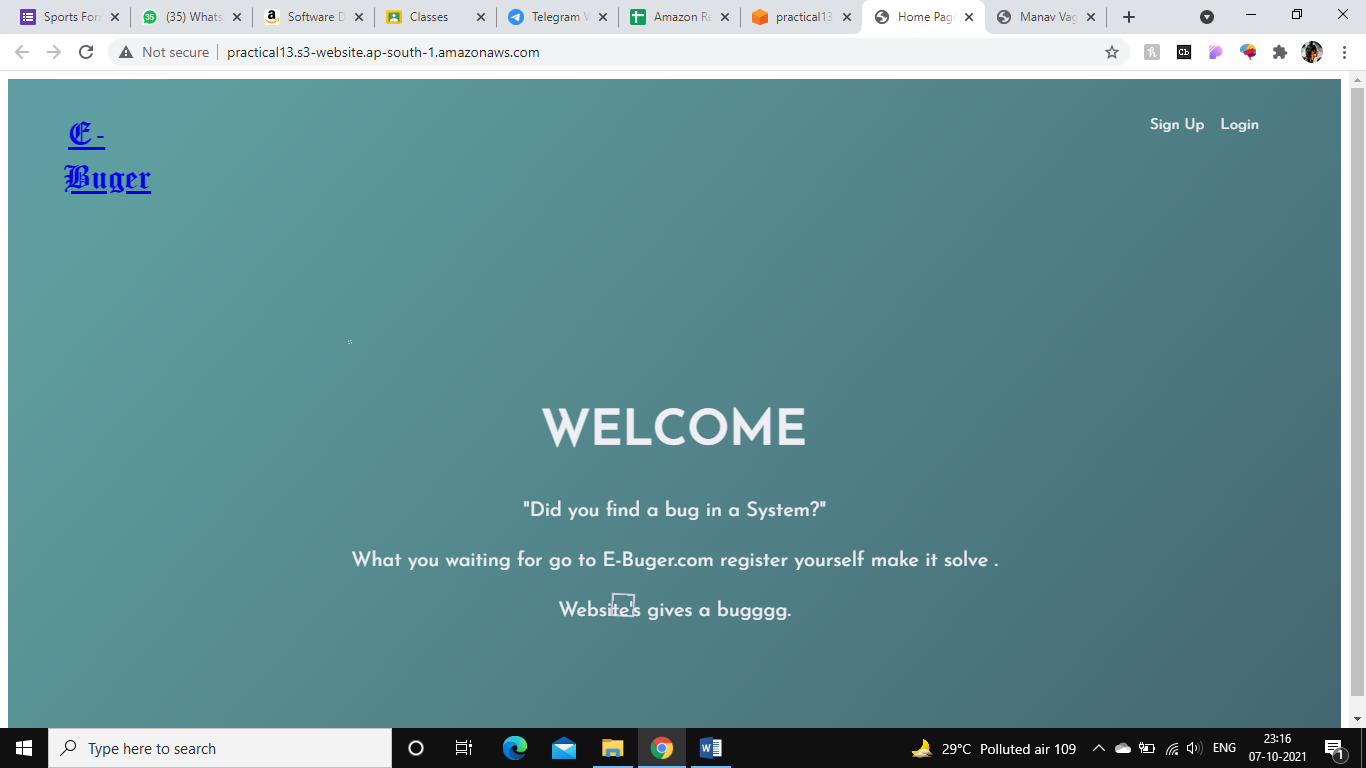 Sports For
(35) Whats
Software D
Classes
Telegram V
Amazon Re
practical13
Home Page
Manav Vag
Not secure
practical13.s3-website.ap-south-1.amazonaws.com
E -
Buger
Sign Up
Login
WELCOME
"Did you find a bug in a System?"
What you waiting for go to E-Buger.com register yourself make it solve .
Website's gives a bugggg.
Type here to search
29°C Polluted air 109
ENG
23:16
07-10-2021
1